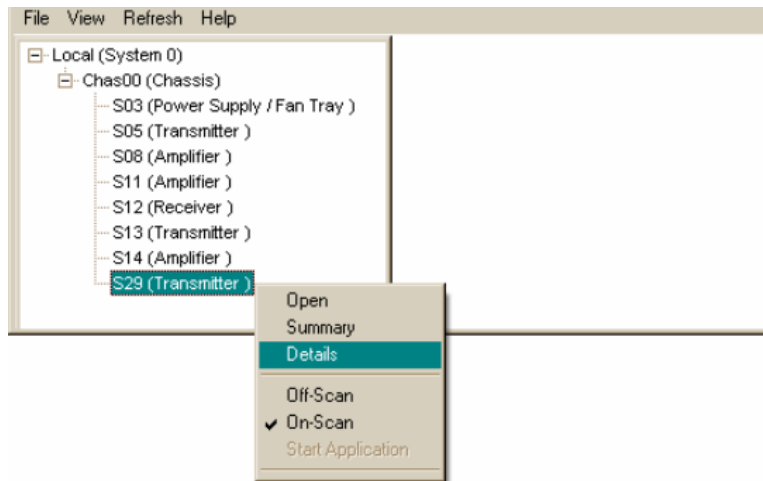 File View Refresh Help
Local (System 0)
Chas00 (Chassis)
S03 (Power Supply / Fan Tray )
S05 (Transmitter )
S08 (Amplifier )
S11 (Amplifier )
S12 (Receiver )
S13 (Transmitter )
S14 (Amplifier )
S29 (Transmitter )
Open
Summary
Details
Off-Scan
On-Scan
Start Application